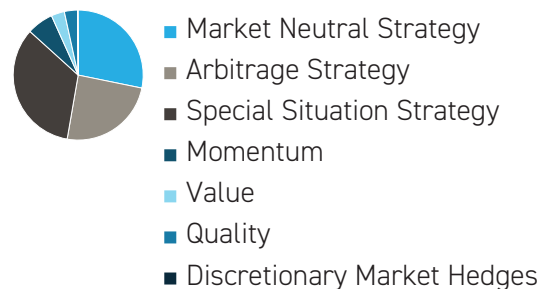 Market Neutral Strategy
Arbitrage Strategy
Special Situation Strategy
Momentum
Value
Quality
Discretionary Market Hedges